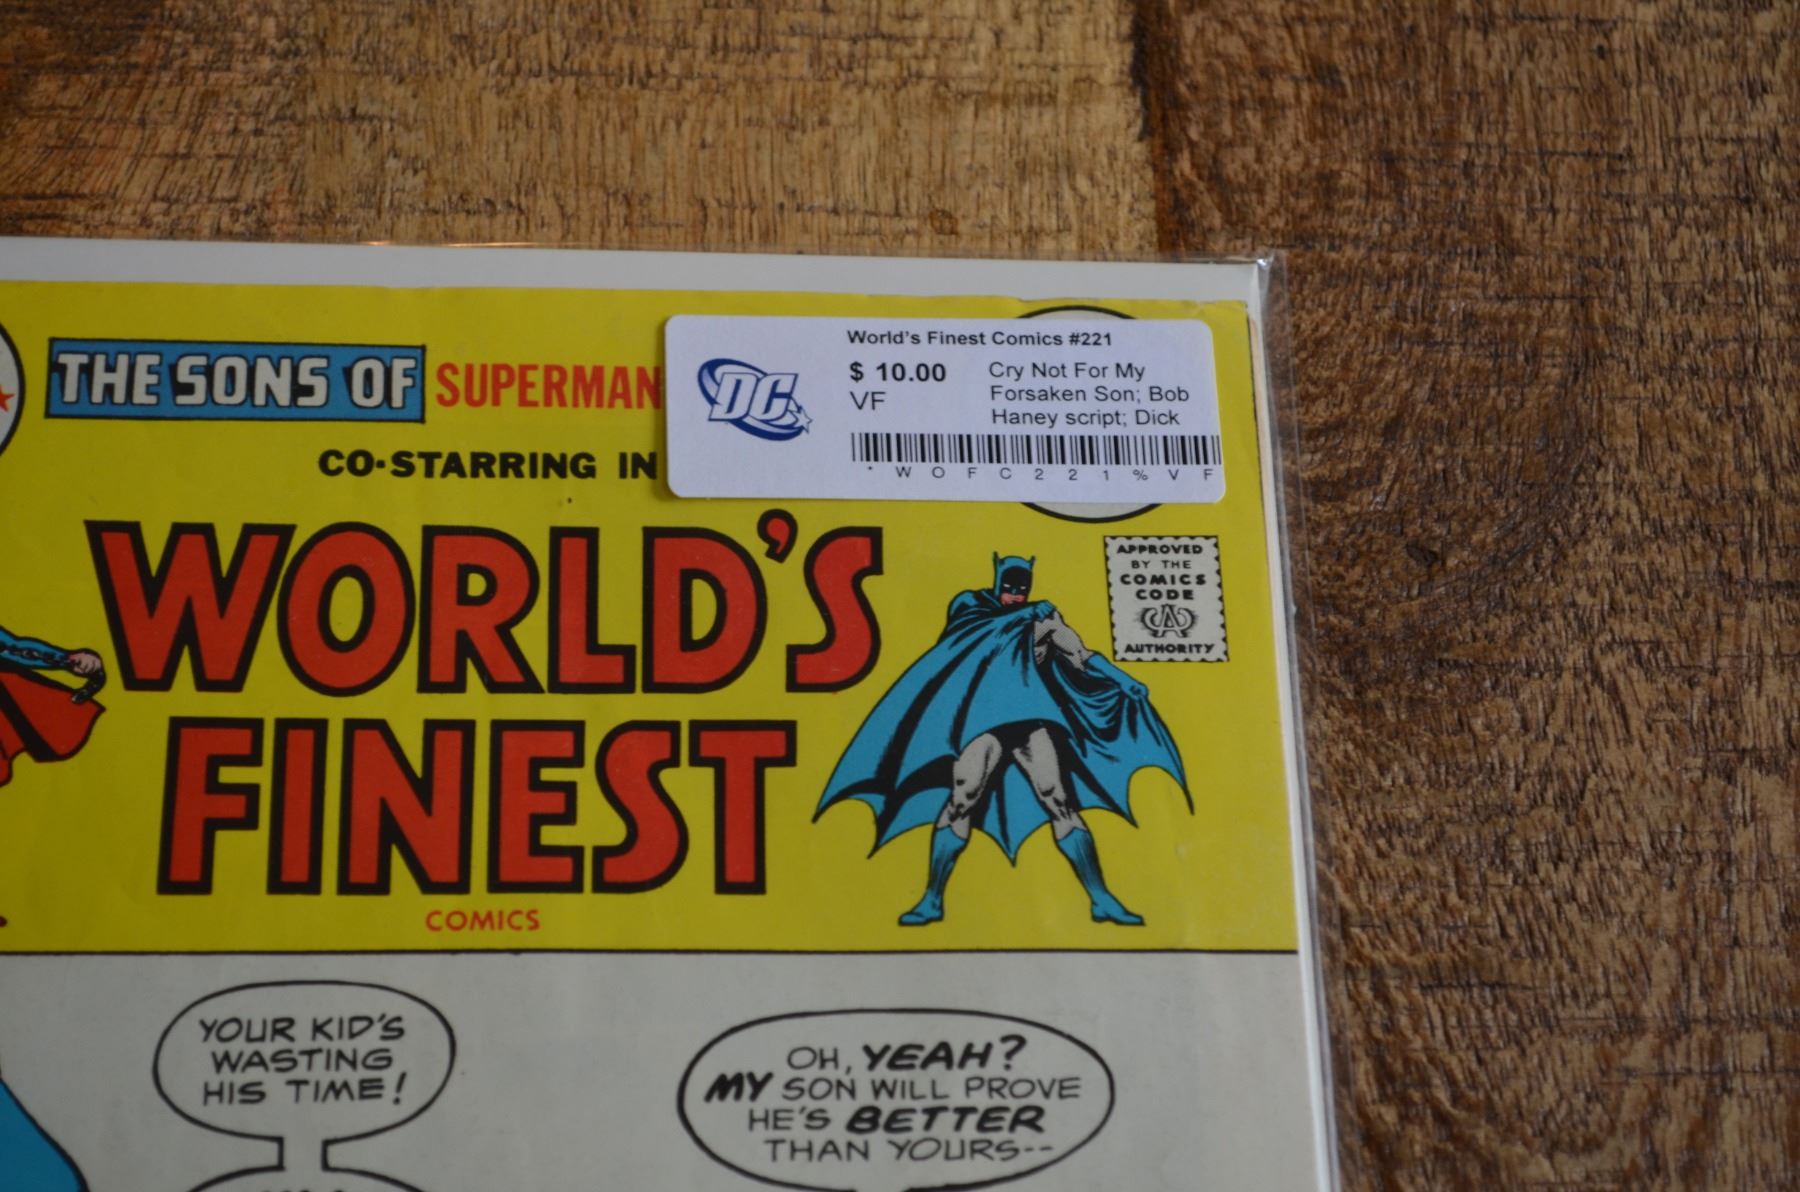 World's Finest Comics #221
DC
$ 10.00
VF
Cry Not For My
Forsaken Son; Bob
Haney script; Dick
* W O F C 2 2 1 % V F
THE SONS OF SUPERMAN
CO-STARRING IN
WORLD'S
FINEST
COMICS
APPROVED
BY THE
COMICS
CODE
AUTHORITY
YOUR KID'S
WASTING
HIS TIME!
OH, YEAH?
MY SON WILL PROVE
HE'S BETTER
THAN YOURS--